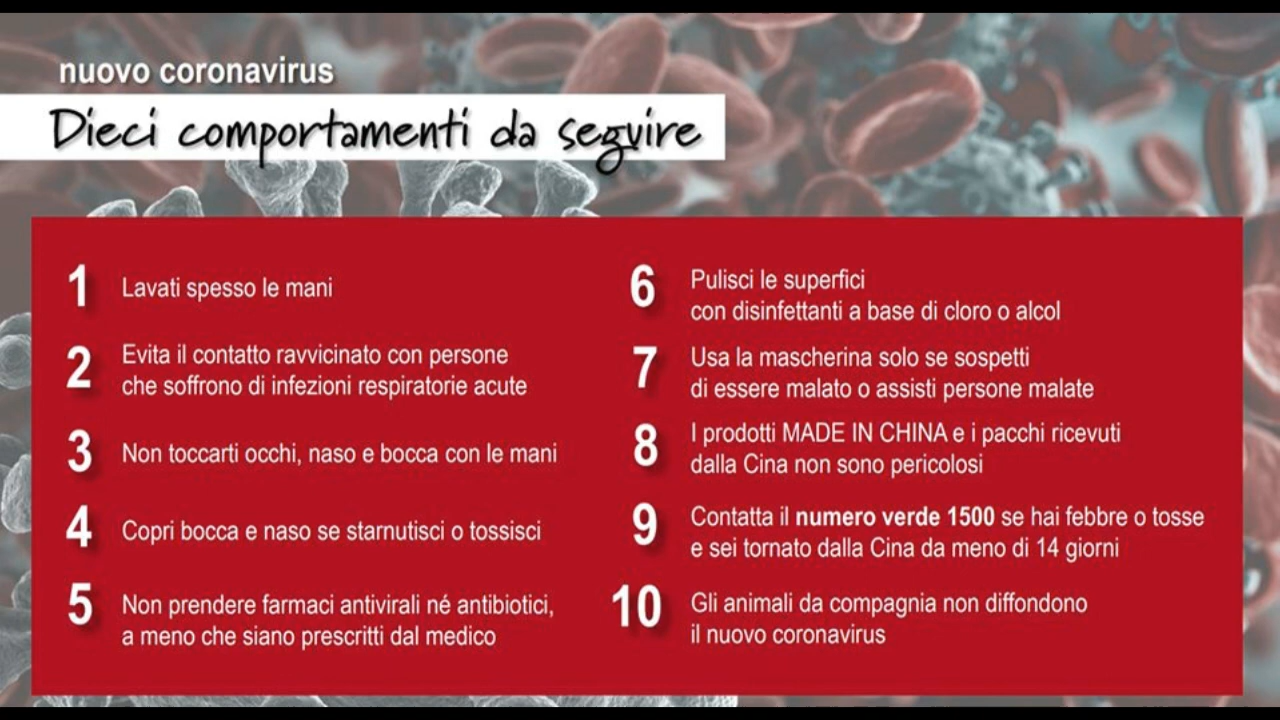 nuovo coronavirus
Dieci comportamenti da seguire
1 Lavati spesso le mani
2 Evita il contatto ravvicinato con persone
che soffrono di infezioni respiratorie acute
3 Non toccarti occhi, naso e bocca con le mani
4 Copri bocca e naso se starnutisci o tossisci
5 Non prendere farmaci antivirali né antibiotici,
a meno che siano prescritti dal medico
6 Pulisci le superfici
con disinfettanti a base di cloro o alcol
7 Usa la mascherina solo se sospetti
di essere malato o assisti persone malate
8 I prodotti MADE IN CHINA e i pacchi ricevuti
dalla Cina non sono pericolosi
9 Contatta il numero verde 1500 se hai febbre o tosse
e sei tornato dalla Cina da meno di 14 giorni
10 Gli animali da compagnia non diffondono
il nuovo coronavirus